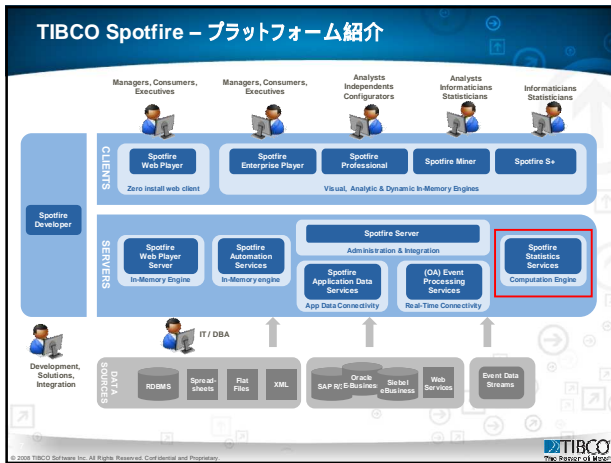 TIBCO Spotfire – プラットフォーム紹介
Managers, Consumers,
Executives
Managers, Consumers,
Executives
Analysts
Independents
Configurators
Analysts
Informaticians
Statisticians
Informaticians
Statisticians
CLIENTS
Spotfire
Web Player
Zero install web client
Spotfire
Enterprise Player
Spotfire
Professional
Spotfire Miner
Spotfire S+
Visual, Analytic & Dynamic In-Memory Engines
Spotfire
Developer
SERVERS
Spotfire
Web Player
Server
In-Memory Engine
Spotfire
Automation
Services
In-Memory engine
Spotfire Server
Administration & Integration
Spotfire
Application Data
Services
App Data Connectivity
(OA) Event
Processing
Services
Real-Time Connectivity
Spotfire
Statistics
Services
Computation Engine
Development,
Solutions,
Integration
IT / DBA
DATA
SOURCES
RDBMS
Spread-
sheets
Flat
Files
XML
SAP R/3
Oracle
E-Business
Siebel
eBusiness
Web
Services
Event Data
Streams
© 2008 TIBCO Software Inc. All Rights Reserved. Confidential and Proprietary.
TIBCO
The Power of Now®